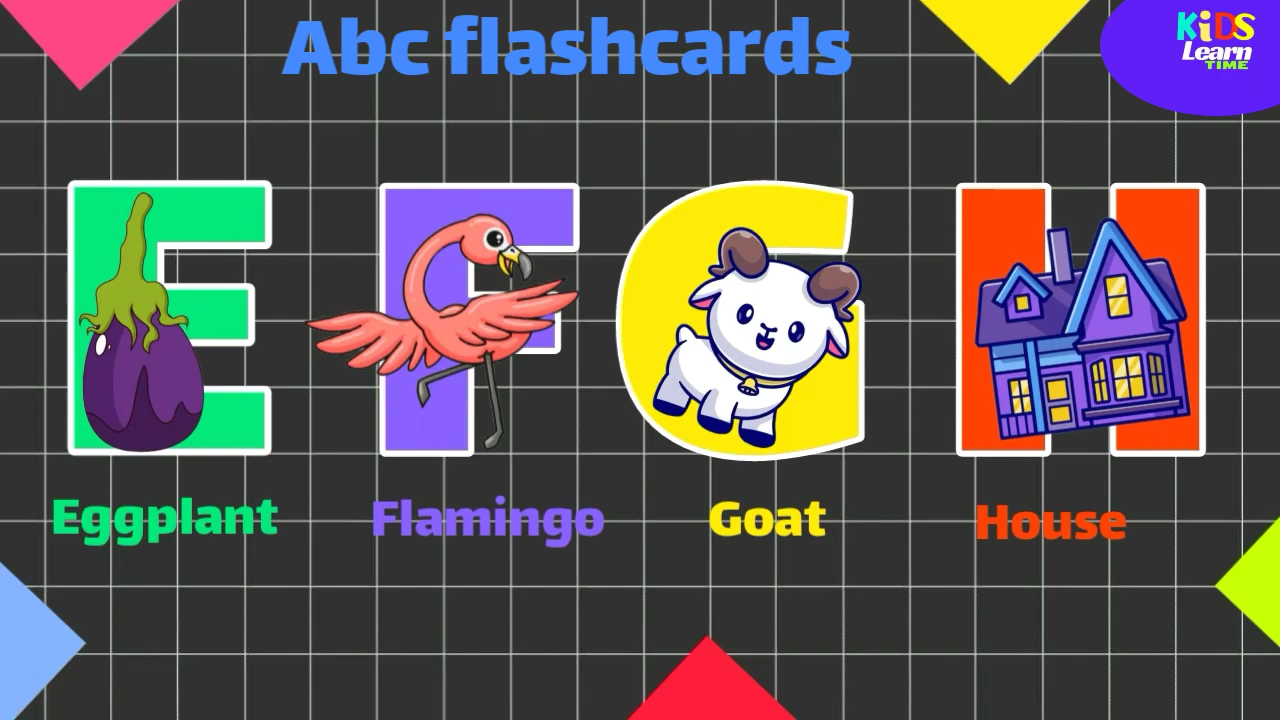 Abc flashcards
KiDS
Learn
TIME
E F G H
Eggplant Flamingo Goat House